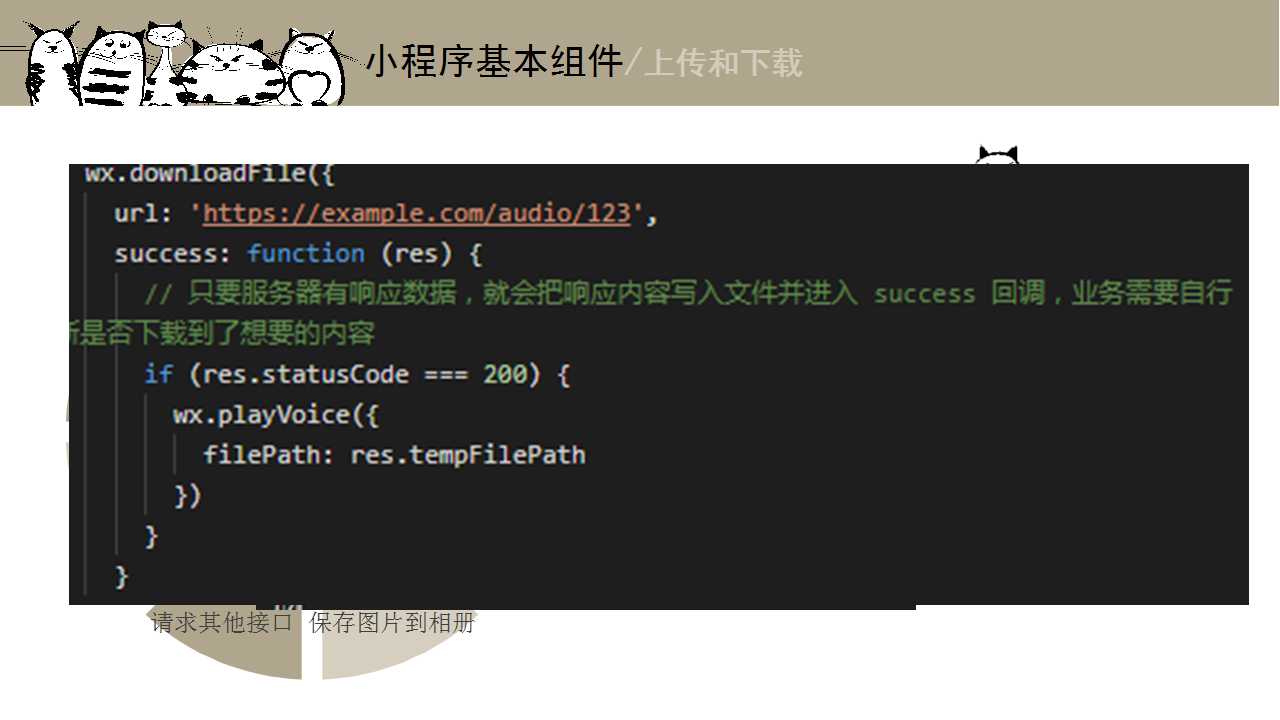 小程序基本组件/上传和下载
wx.downloadFile({
url: 'https://example.com/audio/123',
success: function (res) {
// 只要服务器有响应数据，就会把响应内容写入文件并进入 success 回调，业务需要自行
是否下载到了想要的内容
if (res.statusCode === 200) {
wx.playVoice({
filePath: res.tempFilePath
})
}
}
请求其他接口 保存图片到相册